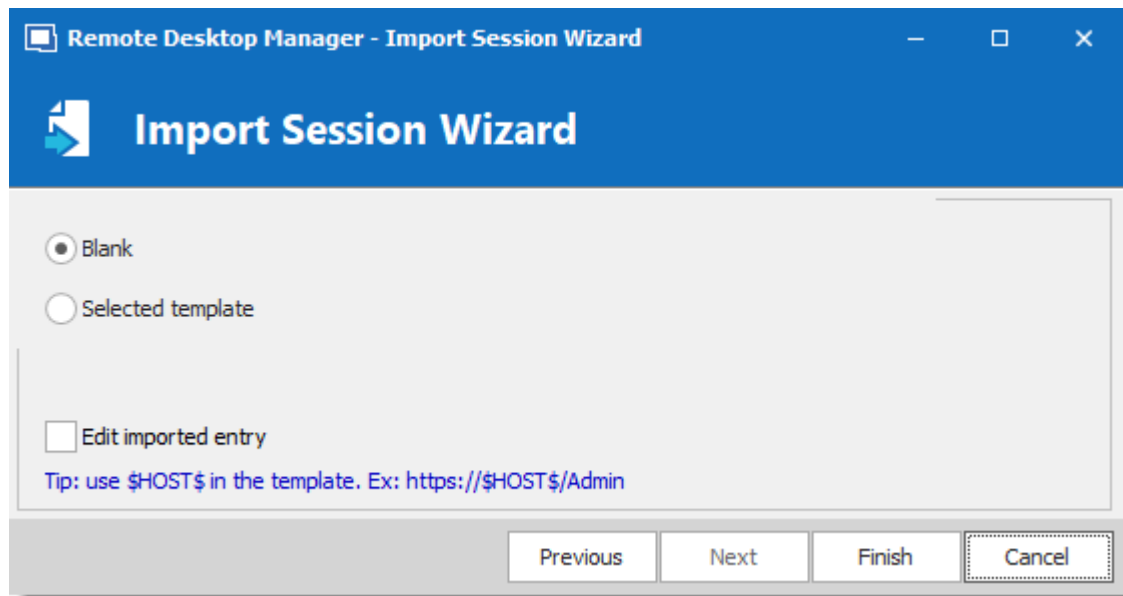 Remote Desktop Manager - Import Session Wizard
Import Session Wizard
Blank
Selected template
Edit imported entry
Tip: use $HOST$ in the template. Ex: https://$HOST$/Admin
Previous Next Finish Cancel